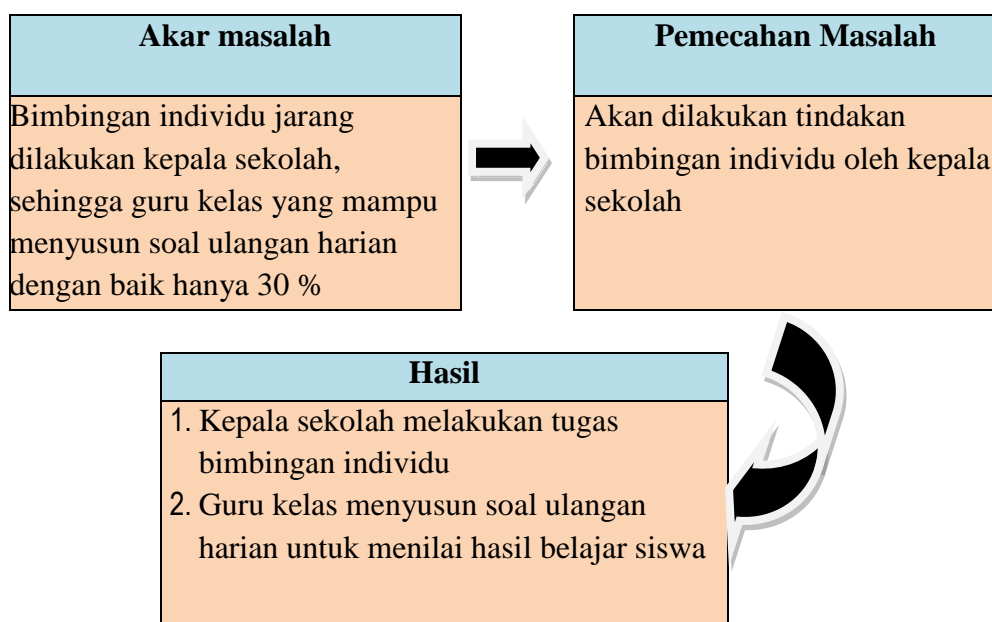 Akar masalah
Bimbingan individu jarang
dilakukan kepala sekolah,
sehingga guru kelas yang mampu
menyusun soal ulangan harian
dengan baik hanya 30 %
Pemecahan Masalah
Akan dilakukan tindakan
bimbingan individu oleh kepala
sekolah
Hasil
1. Kepala sekolah melakukan tugas
bimbingan individu
2. Guru kelas menyusun soal ulangan
harian untuk menilai hasil belajar siswa